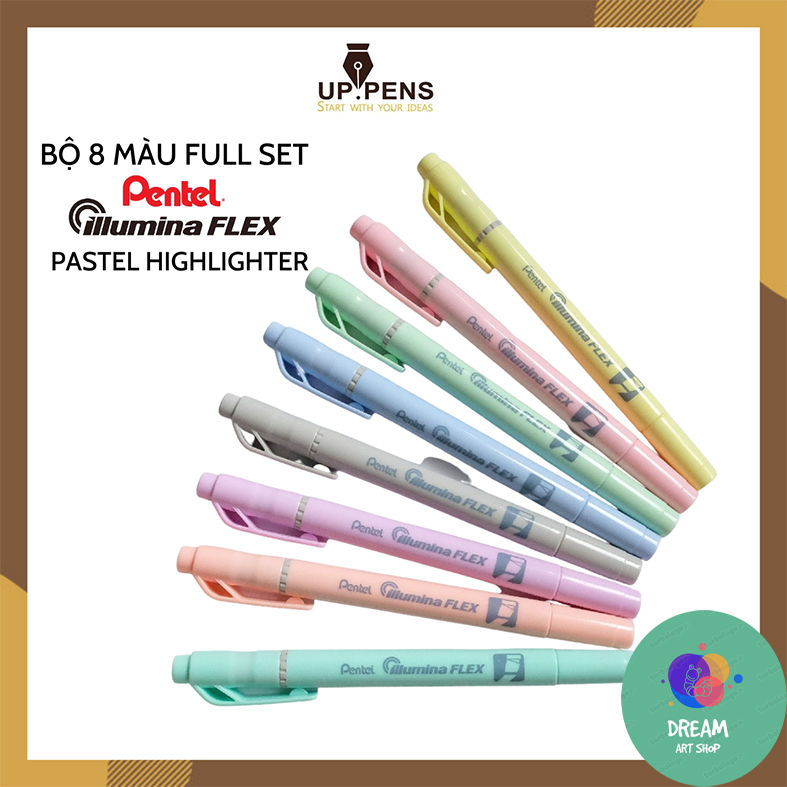 UP.PENS
START WITH YOUR IDEAS
BỘ 8 MÀU FULL SET
Pentel
illumina FLEX
PASTEL HIGHLIGHTER
Pentel illumina FLEX
Pentel illumina FLEX
Pentel illumina FLEX
Pentel illumina FLEX
Pentel illumina FLEX
Pentel illumina FLEX
Pentel illumina FLEX
Pentel illumina FLEX
DREAM
ART SHOP